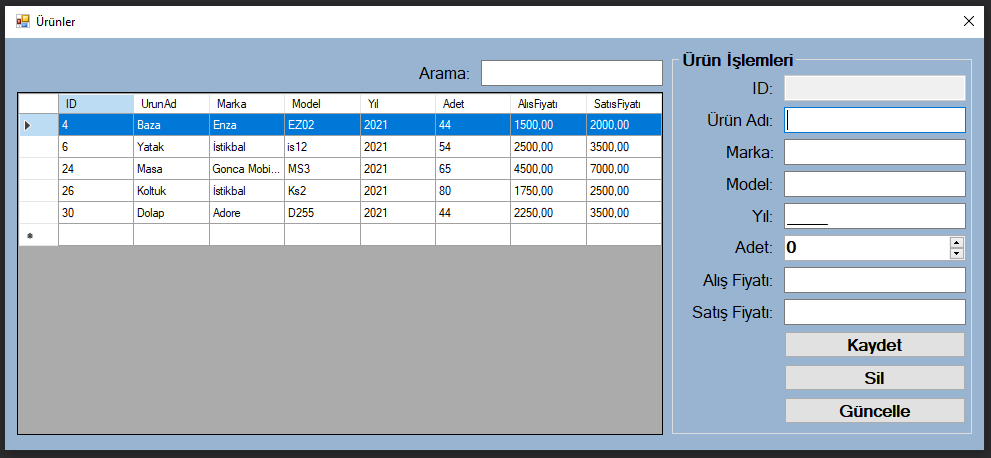 Ürünler
Arama:
ID UrunAd Marka Model Yıl Adet AlısFiyatı SatısFiyatı
4 Baza Enza EZ02 2021 44 1500,00 2000,00
6 Yatak İstikbal is12 2021 54 2500,00 3500,00
24 Masa Gonca Mobi... MS3 2021 65 4500,00 7000,00
26 Koltuk İstikbal Ks2 2021 80 1750,00 2500,00
30 Dolap Adore D255 2021 44 2250,00 3500,00
Ürün İşlemleri
ID:
Ürün Adı:
Marka:
Model:
Yıl: _____
Adet: 0
Alış Fiyatı:
Satış Fiyatı:
Kaydet
Sil
Güncelle